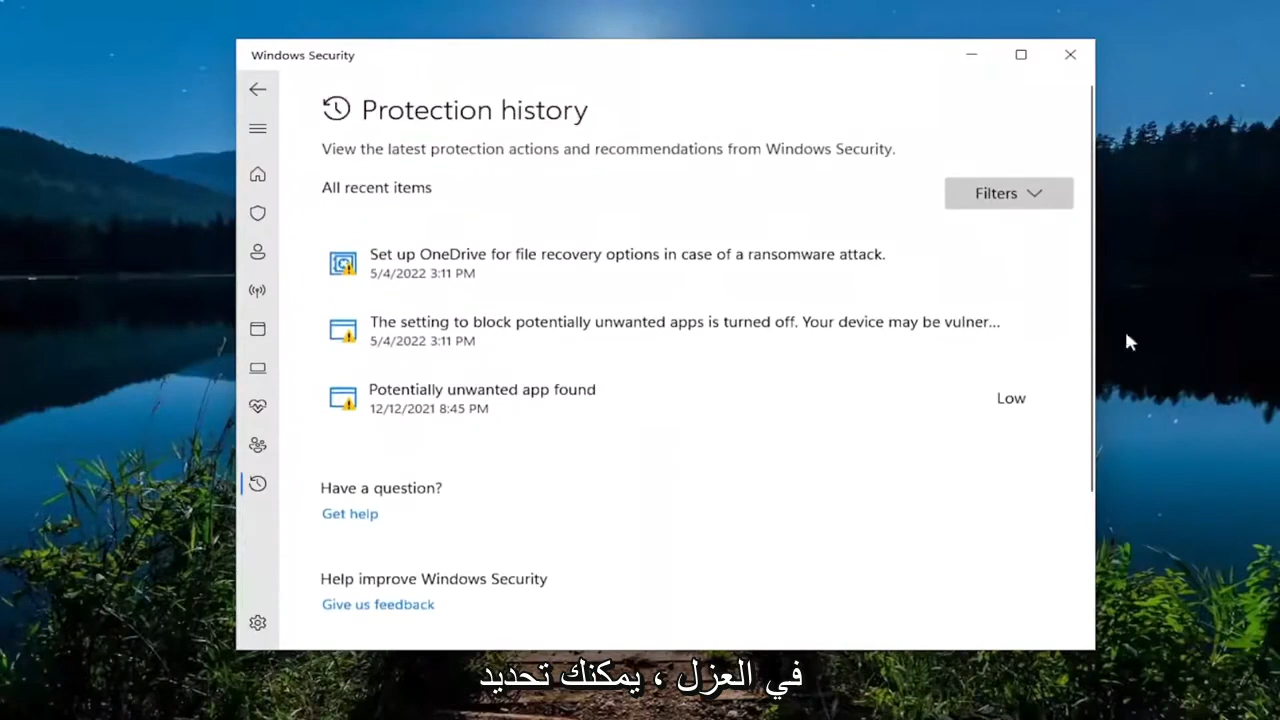 Windows Security
Protection history
View the latest protection actions and recommendations from Windows Security.
All recent items
Filters
Set up OneDrive for file recovery options in case of a ransomware attack.
5/4/2022 3:11 PM
The setting to block potentially unwanted apps is turned off. Your device may be vulner...
5/4/2022 3:11 PM
Potentially unwanted app found
12/12/2021 8:45 PM
Low
Have a question?
Get help
Help improve Windows Security
Give us feedback
في العزل ، يمكنك تحديد